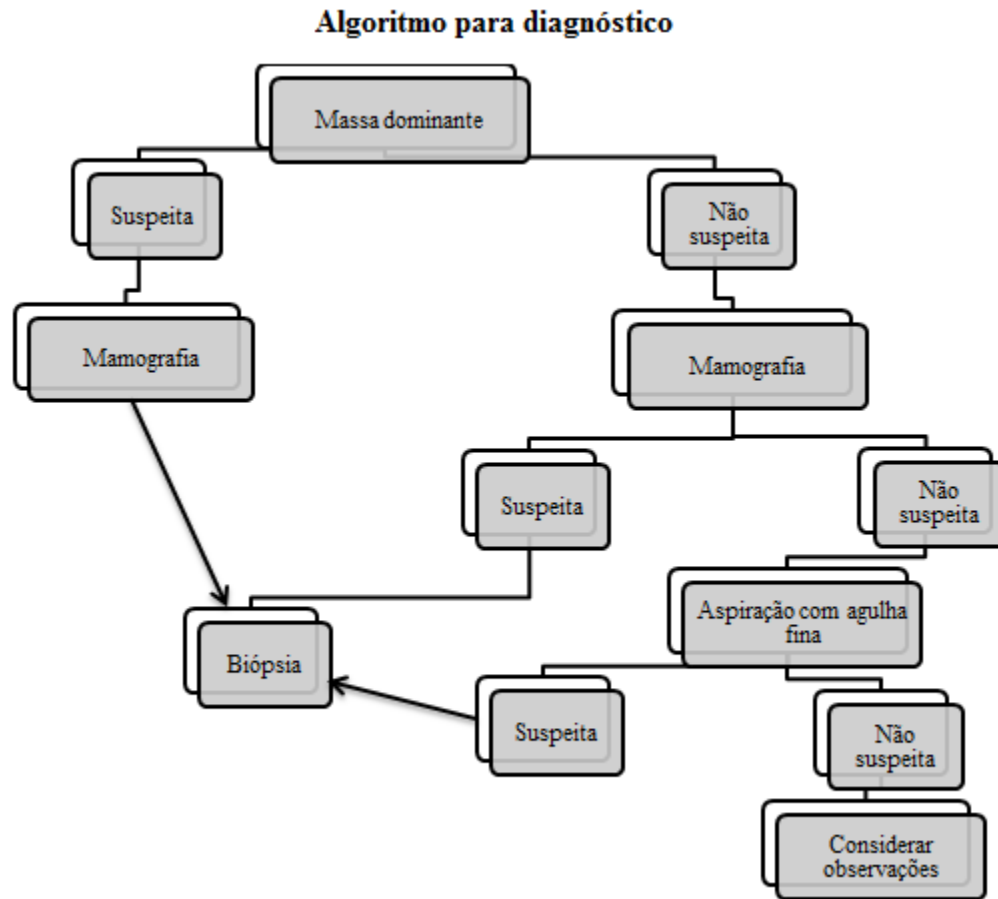 Algoritmo para diagnóstico
Massa dominante
Suspeita
Não
suspeita
Mamografia
Mamografia
Suspeita
Não
suspeita
Aspiração com agulha
fina
Biópsia
Suspeita
Não
suspeita
Considerar
observações